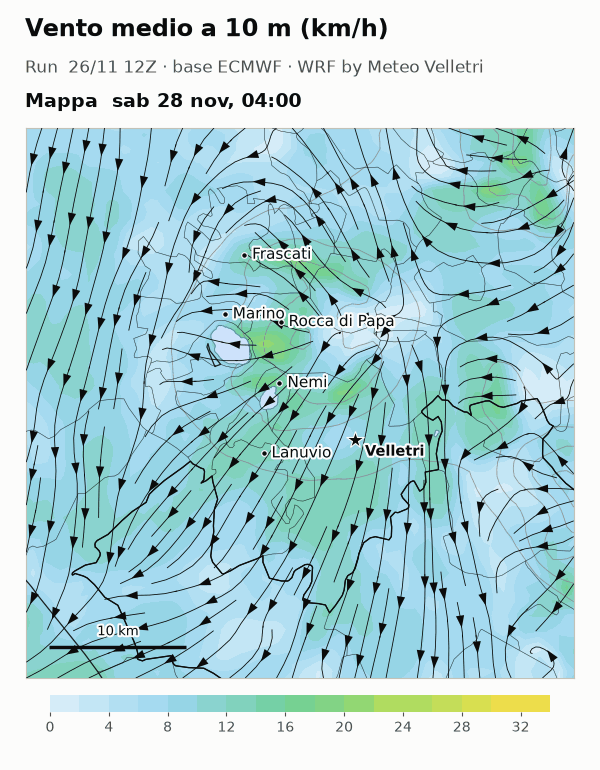 Vento medio a 10 m (km/h)
Run  26/11 12Z · base ECMWF · WRF by Meteo Velletri
Mappa  sab 28 nov, 04:00
Frascati
Marino
Rocca di Papa
Nemi
Velletri
Lanuvio
10 km
0 4 8 12 16 20 24 28 32